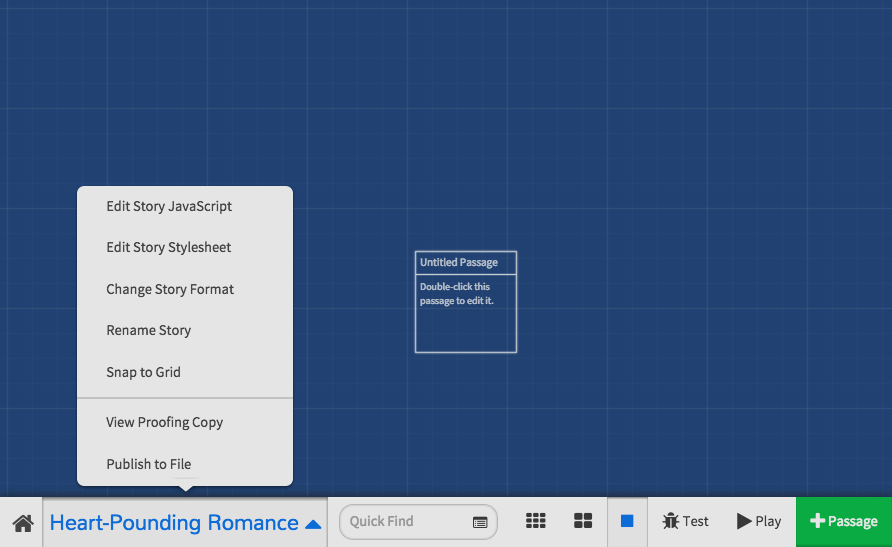 Edit Story JavaScript
Edit Story Stylesheet
Change Story Format
Rename Story
Snap to Grid
View Proofing Copy
Publish to File
Untitled Passage
Double-click this
passage to edit it.
Heart-Pounding Romance
Quick Find
Test
Play
Passage